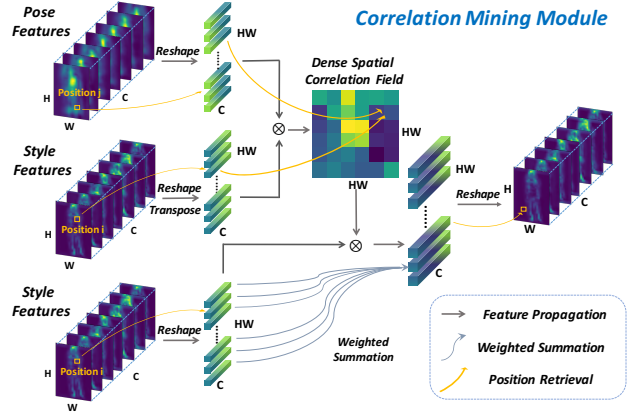 Correlation Mining Module
Pose
Features
Reshape
HW
H
Position j
W
C
C
Dense Spatial
Correlation Field
HW
HW
Style
Features
Reshape
Transpose
HW
H
Position i
W
C
C
HW
C
Reshape
H
W
C
Style
Features
Reshape
HW
H
Position i
W
C
C
Weighted
Summation
Feature Propagation
Weighted Summation
Position Retrieval